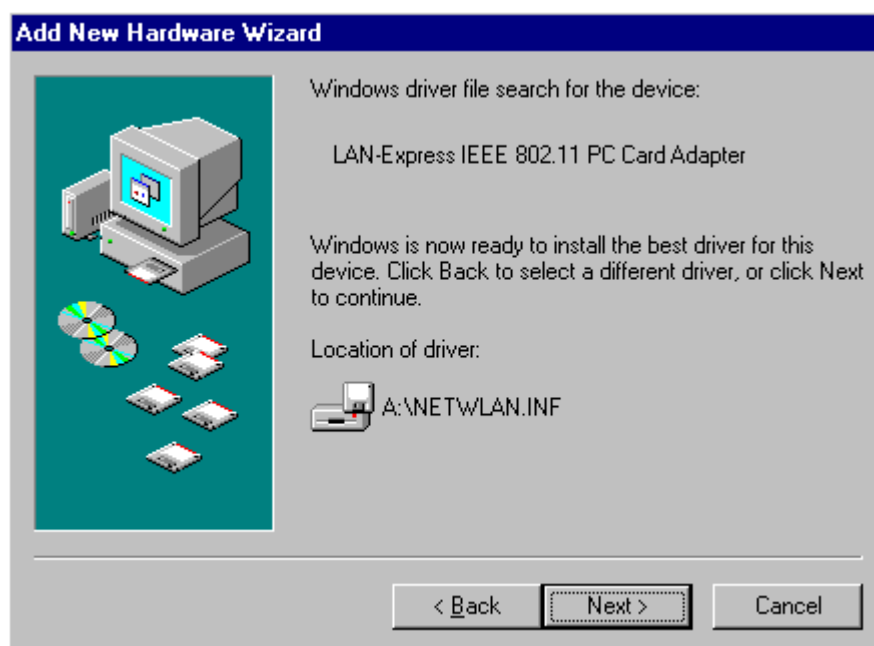 Add New Hardware Wizard
Windows driver file search for the device:
LAN-Express IEEE 802.11 PC Card Adapter
Windows is now ready to install the best driver for this
device. Click Back to select a different driver, or click Next
to continue.
Location of driver:
A:\NETWLAN.INF
< Back
Next >
Cancel